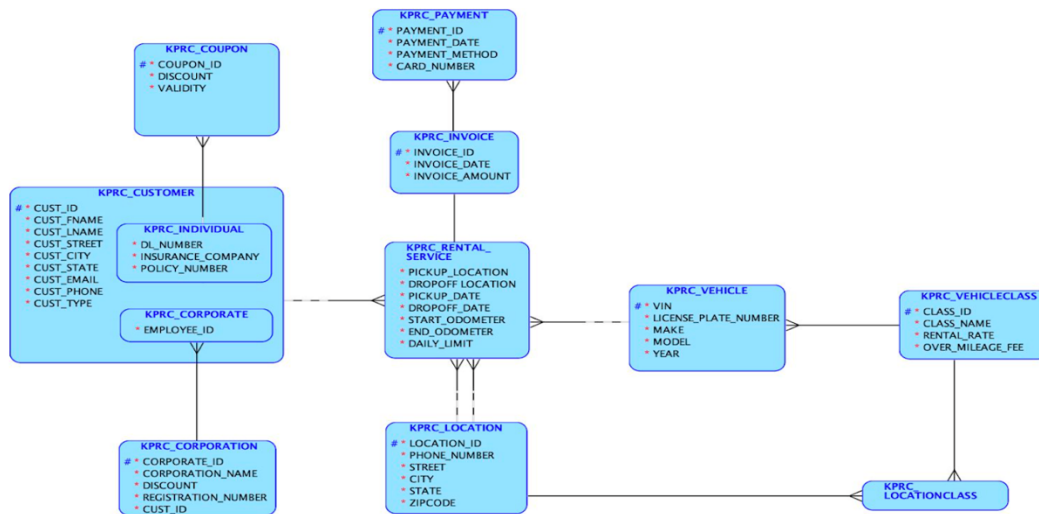 KPRC_PAYMENT
# * PAYMENT_ID
* PAYMENT_DATE
* PAYMENT_METHOD
* CARD_NUMBER
KPRC_COUPON
# * COUPON_ID
* DISCOUNT
* VALIDITY
KPRC_INVOICE
# * INVOICE_ID
* INVOICE_DATE
* INVOICE_AMOUNT
KPRC_CUSTOMER
# * CUST_ID
* CUST_FNAME
* CUST_LNAME
* CUST_STREET
* CUST_CITY
* CUST_STATE
* CUST_EMAIL
* CUST_PHONE
* CUST_TYPE
KPRC_INDIVIDUAL
* DL_NUMBER
* INSURANCE_COMPANY
* POLICY_NUMBER
KPRC_CORPORATE
* EMPLOYEE_ID
KPRC_RENTAL_
SERVICE
* PICKUP_LOCATION
* DROPOFF LOCATION
* PICKUP_DATE
* DROPOFF_DATE
* START_ODOMETER
* END_ODOMETER
* DAILY_LIMIT
KPRC_VEHICLE
# * VIN
* LICENSE_PLATE_NUMBER
* MAKE
* MODEL
* YEAR
KPRC_VEHICLECLASS
# * CLASS_ID
* CLASS_NAME
* RENTAL_RATE
* OVER_MILEAGE_FEE
KPRC_CORPORATION
# * CORPORATE_ID
* CORPORATION_NAME
* DISCOUNT
* REGISTRATION_NUMBER
* CUST_ID
KPRC_LOCATION
# * LOCATION_ID
* PHONE_NUMBER
* STREET
* CITY
* STATE
* ZIPCODE
KPRC_
LOCATIONCLASS